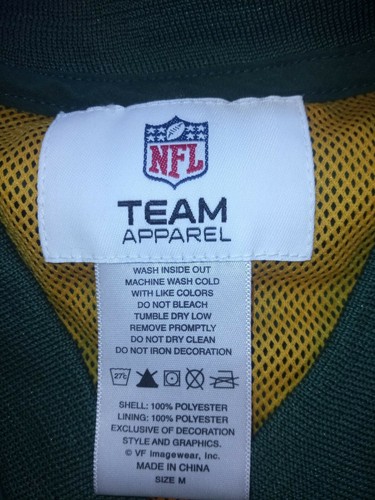 NFL
TEAM
APPAREL
WASH INSIDE OUT
MACHINE WASH COLD
WITH LIKE COLORS
DO NOT BLEACH
TUMBLE DRY LOW
REMOVE PROMPTLY
DO NOT DRY CLEAN
DO NOT IRON DECORATION
27C
SHELL: 100% POLYESTER
LINING: 100% POLYESTER
EXCLUSIVE OF DECORATION
STYLE AND GRAPHICS.
© VF Imagewear, Inc.
MADE IN CHINA
SIZE M